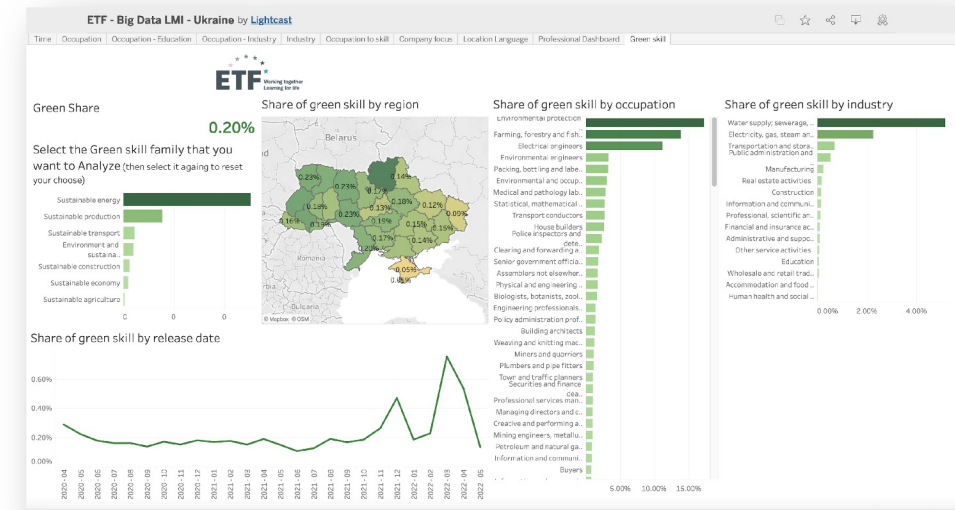 ETF - Big Data LMI - Ukraine by Lightcast
Time
Occupation
Occupation - Education
Occupation - Industry
Industry
Occupation to skill
Company focus
Location Language
Professional Dashboard
Green skill
ETF
Working together
Learning for life
Green Share
0.20%
Select the Green skill family that you
want to Analyze (then select it againg to reset
your choose)
Sustainable energy
Sustainable production
Sustainable transport
Environment and
sustaina..
Sustainable construction
Sustainable economy
Sustainable agriculture
0 0 0
Share of green skill by region
Belarus
Romania
Bulgaria
0.23%
0.23%
0.17%
0.14%
0.18%
0.23%
0.13%
0.18%
0.12%
0.09%
0.16%
0.19%
0.19%
0.15%
0.15%
0.17%
0.14%
0.20%
0.05%
© Mapbox © OSM
Share of green skill by occupation
Environmental protection
Farming, forestry and fish..
Electrical engineers
Environmental engineers
Packing, bottling and labe..
Environmental and occup..
Medical and pathology lab..
Statistical, mathematical ..
Transport conductors
House builders
Police inspectors and
dete..
Clearing and forwarding a..
Senior government officia..
Assemblers not elsewher..
Physical and engineering ..
Biologists, botanists, zool..
Engineering professionals..
Policy administration prof..
Building architects
Weaving and knitting mac..
Miners and quarriers
Plumbers and pipe fitters
Town and traffic planners
Securities and finance
dea..
Professional services man..
Managing directors and c..
Creative and performing a..
Mining engineers, metallu..
Petroleum and natural ga..
Information and communi..
Buyers
5.00% 10.00% 15.00%
Share of green skill by industry
Water supply; sewerage, ..
Electricity, gas, steam an..
Transportation and stora..
Public administration and
Manufacturing
Real estate activities
Construction
Information and communi..
Professional, scientific an..
Financial and insurance ac..
Administrative and suppo..
Other service activities
Education
Wholesale and retail trad..
Accommodation and food ..
Human health and social ..
0.00% 2.00% 4.00%
Share of green skill by release date
0.60%
0.40%
0.20%
0.00%
2020 - 04
2020 - 05
2020 - 06
2020 - 07
2020 - 08
2020 - 09
2020 - 10
2020 - 11
2020 - 12
2021 - 01
2021 - 02
2021 - 03
2021 - 04
2021 - 05
2021 - 06
2021 - 07
2021 - 08
2021 - 09
2021 - 10
2021 - 11
2021 - 12
2022 - 01
2022 - 02
2022 - 03
2022 - 04
2022 - 05